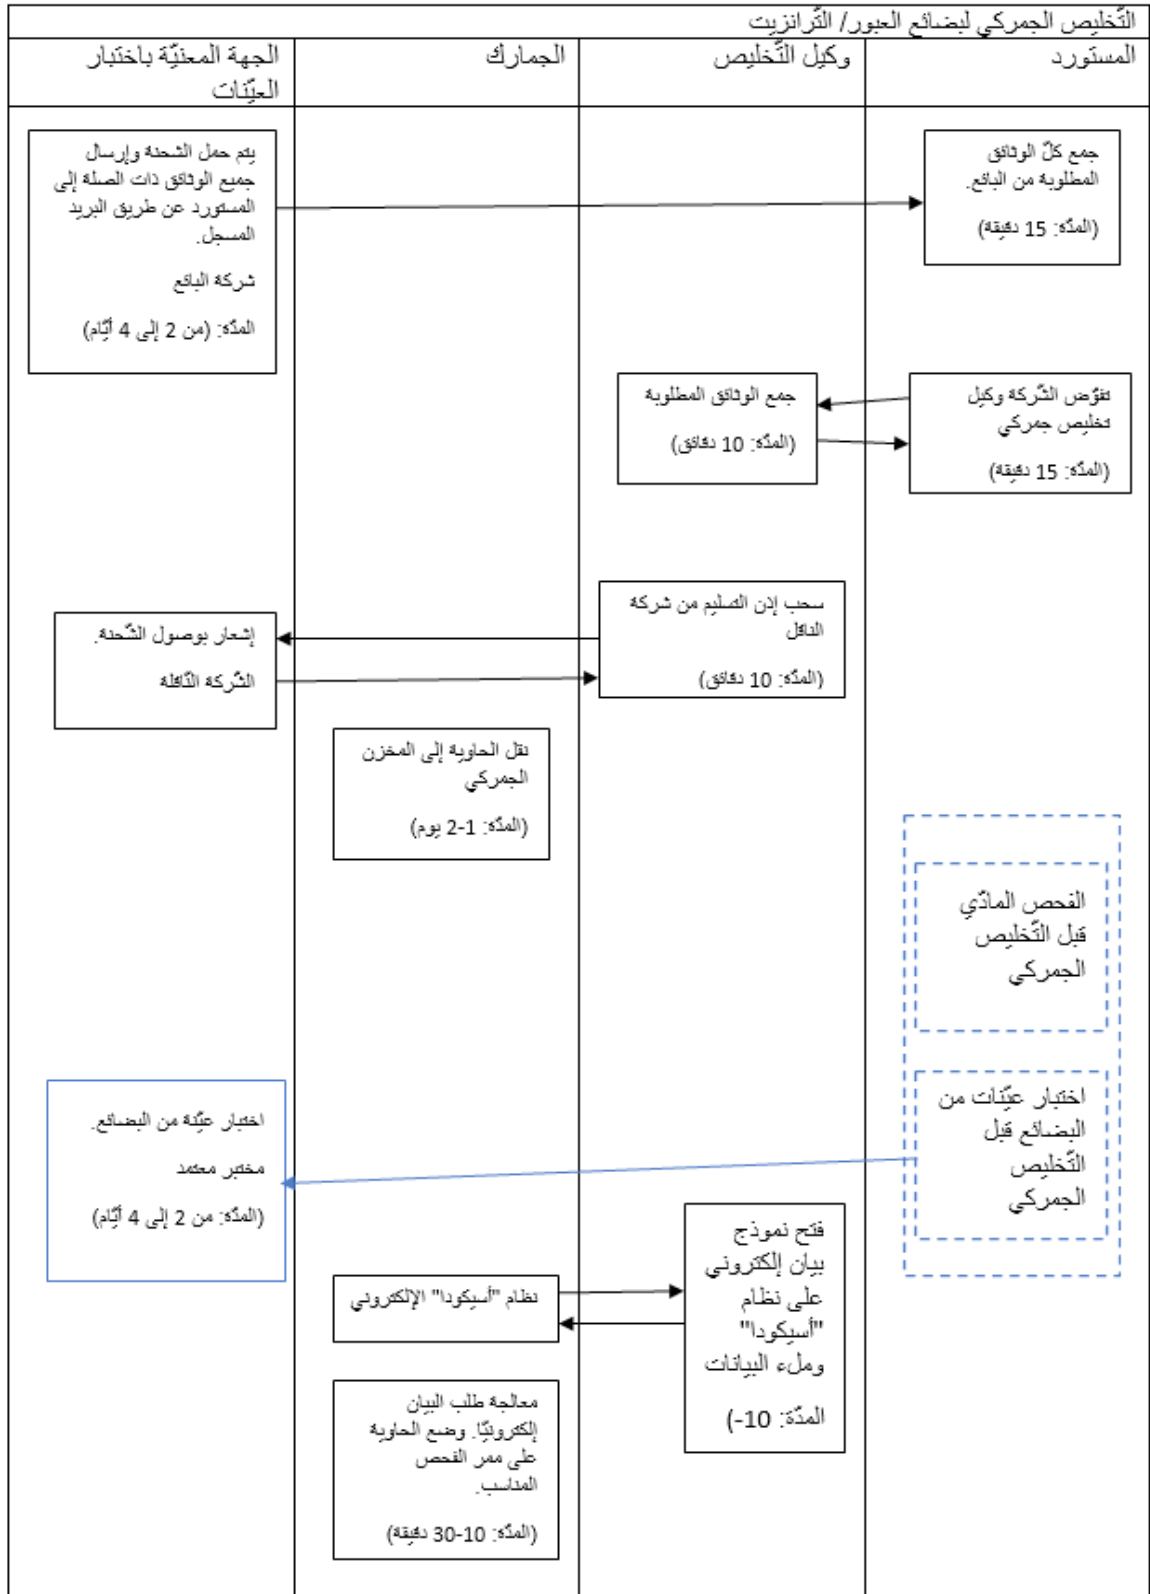 التّخليص الجمركي لبضائع العبور/ التّرانزيت
المستورد
وكيل التّخليص
الجمارك
الجهة المعنيّة باختبار
العيّنات
جمع كلّ الوثائق
المطلوبة من البائع.
(المدّة: 15 دقيقة)
يتم حمل الشحنة وإرسال
جميع الوثائق ذات الصلة إلى
المستورد عن طريق البريد
المسجل.
شركة البائع
المدّة: (من 2 إلى 4 أيّام)
تفوّض الشّركة وكيل
تخليص جمركي
(المدّة: 15 دقيقة)
جمع الوثائق المطلوبة
(المدّة: 10 دقائق)
سحب إذن التسليم من شركة
الناقل
(المدّة: 10 دقائق)
إشعار بوصول الشّحنة.
الشّركة النّاقلة
نقل الحاوية إلى المخزن
الجمركي
(المدّة: 1-2 يوم)
الفحص المادّي
قبل التّخليص
الجمركي
اختبار عيّنات من
البضائع قبل
التّخليص
الجمركي
اختبار عيّنة من البضائع.
مختبر معتمد
(المدّة: من 2 إلى 4 أيّام)
فتح نموذج
بيان إلكتروني
على نظام
"أسيكودا"
وملء البيانات
المدّة: 10-)
نظام "أسيكودا" الإلكتروني
معالجة طلب البيان
إلكترونيّا. وضع الحاوية
على ممر الفحص
المناسب.
(المدّة: 10-30 دقيقة)